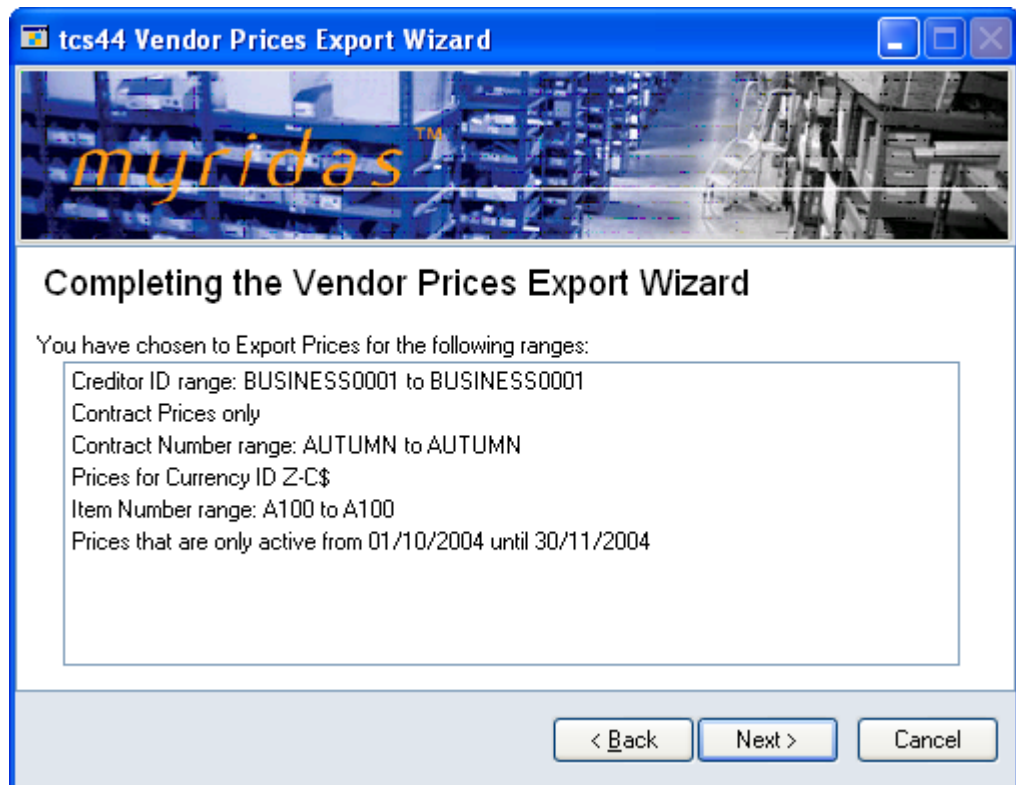 tcs44 Vendor Prices Export Wizard
myridas™
Completing the Vendor Prices Export Wizard
You have chosen to Export Prices for the following ranges:
Creditor ID range: BUSINESS0001 to BUSINESS0001
Contract Prices only
Contract Number range: AUTUMN to AUTUMN
Prices for Currency ID Z-C$
Item Number range: A100 to A100
Prices that are only active from 01/10/2004 until 30/11/2004
< Back Next > Cancel